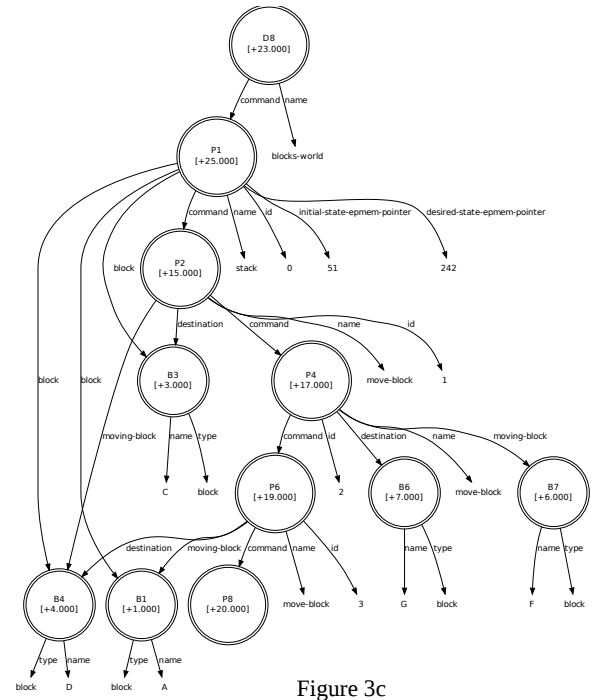 D8
[+23.000]
command name
P1
[+25.000]
blocks-world
command name id initial-state-epmem-pointer desired-state-epmem-pointer
P2
[+15.000]
block
stack 0 51 242
destination command name id
B3
[+3.000]
P4
[+17.000]
move-block 1
block block
moving-block name type command id destination name moving-block
C block
P6
[+19.000]
2
B6
[+7.000]
move-block
B7
[+6.000]
destination moving-block command name id name type name type
B4
[+4.000]
B1
[+1.000]
P8
[+20.000]
move-block 3 G block F block
type name type name
block D block A
Figure 3c